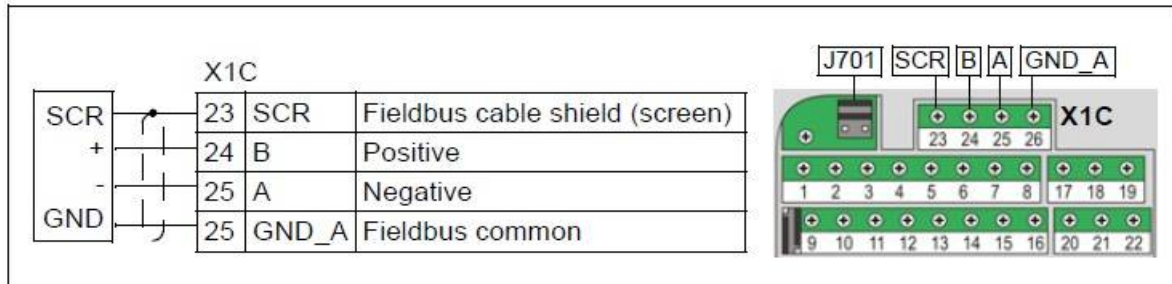 X1C
SCR 23 SCR Fieldbus cable shield (screen)
+ 24 B Positive
- 25 A Negative
GND 25 GND_A Fieldbus common
J701 SCR B A GND_A
X1C
23 24 25 26
1 2 3 4 5 6 7 8 17 18 19
9 10 11 12 13 14 15 16 20 21 22